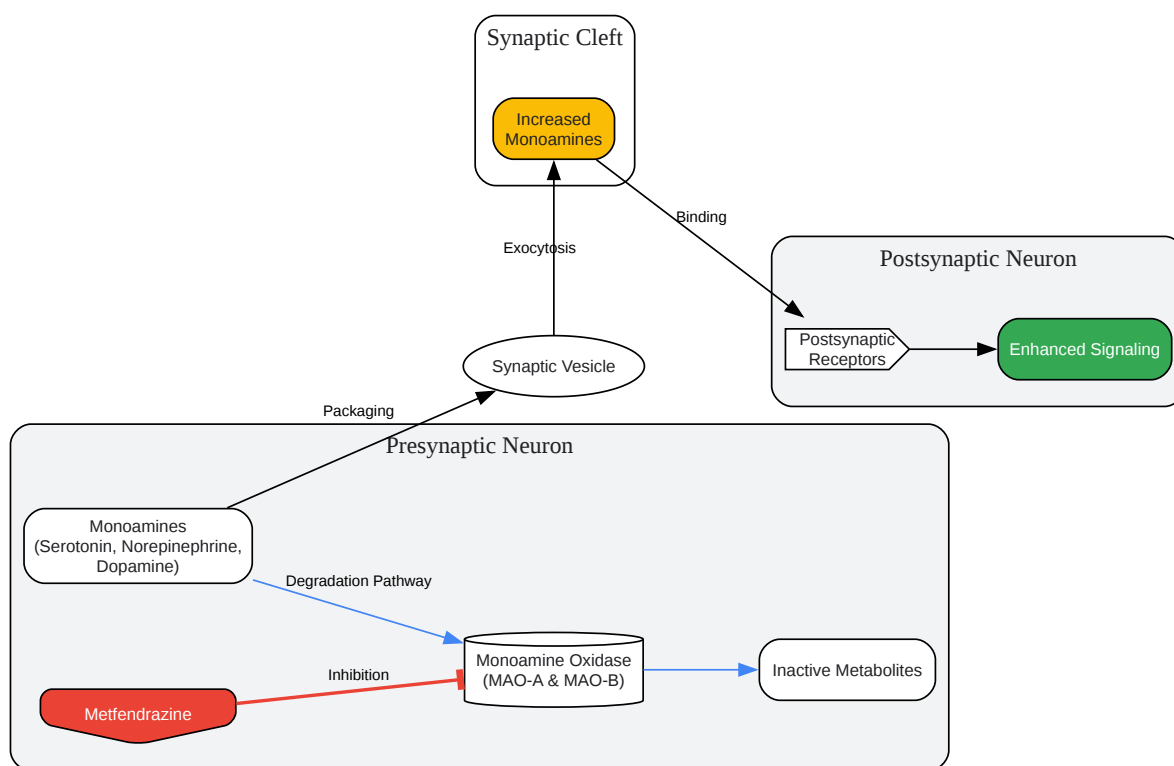 Synaptic Cleft
Increased
Monoamines
Binding
Exocytosis
Postsynaptic Neuron
Postsynaptic
Receptors
Enhanced Signaling
Synaptic Vesicle
Packaging
Presynaptic Neuron
Monoamines
(Serotonin, Norepinephrine,
Dopamine)
Degradation Pathway
Monoamine Oxidase
(MAO-A & MAO-B)
Inactive Metabolites
Inhibition
Metfendrazine